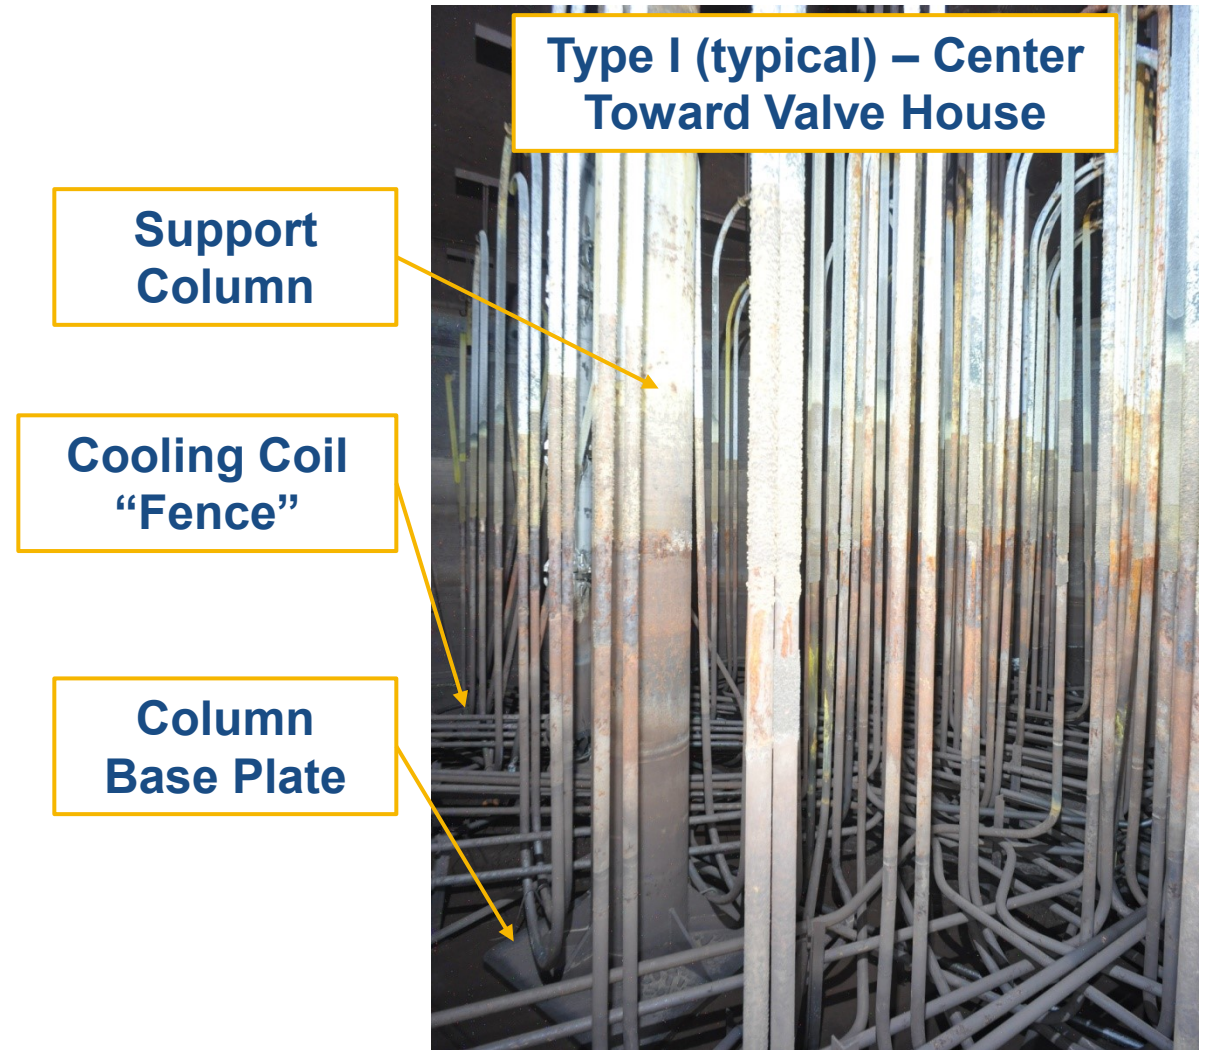 Type I (typical) – Center
Toward Valve House
Support
Column
Cooling Coil
“Fence”
Column
Base Plate